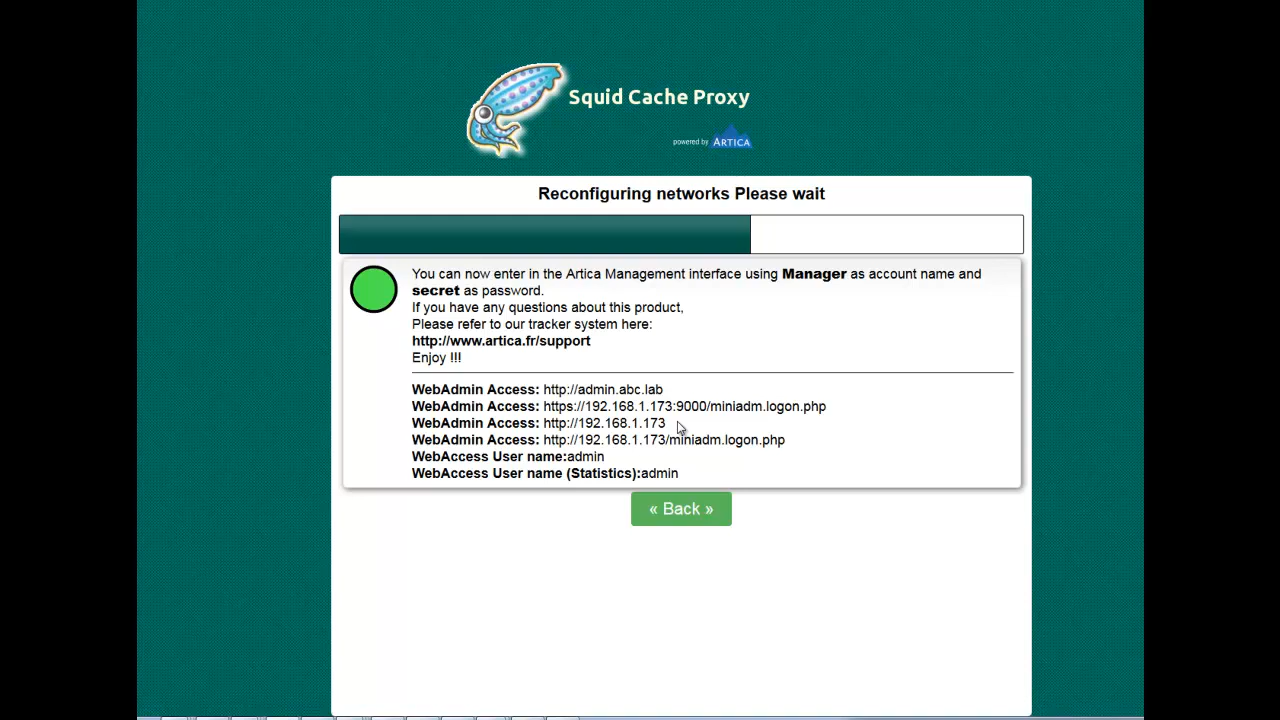 Squid Cache Proxy
powered by ARTICA
Reconfiguring networks Please wait
You can now enter in the Artica Management interface using Manager as account name and
secret as password.
If you have any questions about this product,
Please refer to our tracker system here:
http://www.artica.fr/support
Enjoy !!!
WebAdmin Access: http://admin.abc.lab
WebAdmin Access: https://192.168.1.173:9000/miniadm.logon.php
WebAdmin Access: http://192.168.1.173
WebAdmin Access: http://192.168.1.173/miniadm.logon.php
WebAccess User name:admin
WebAccess User name (Statistics):admin
« Back »